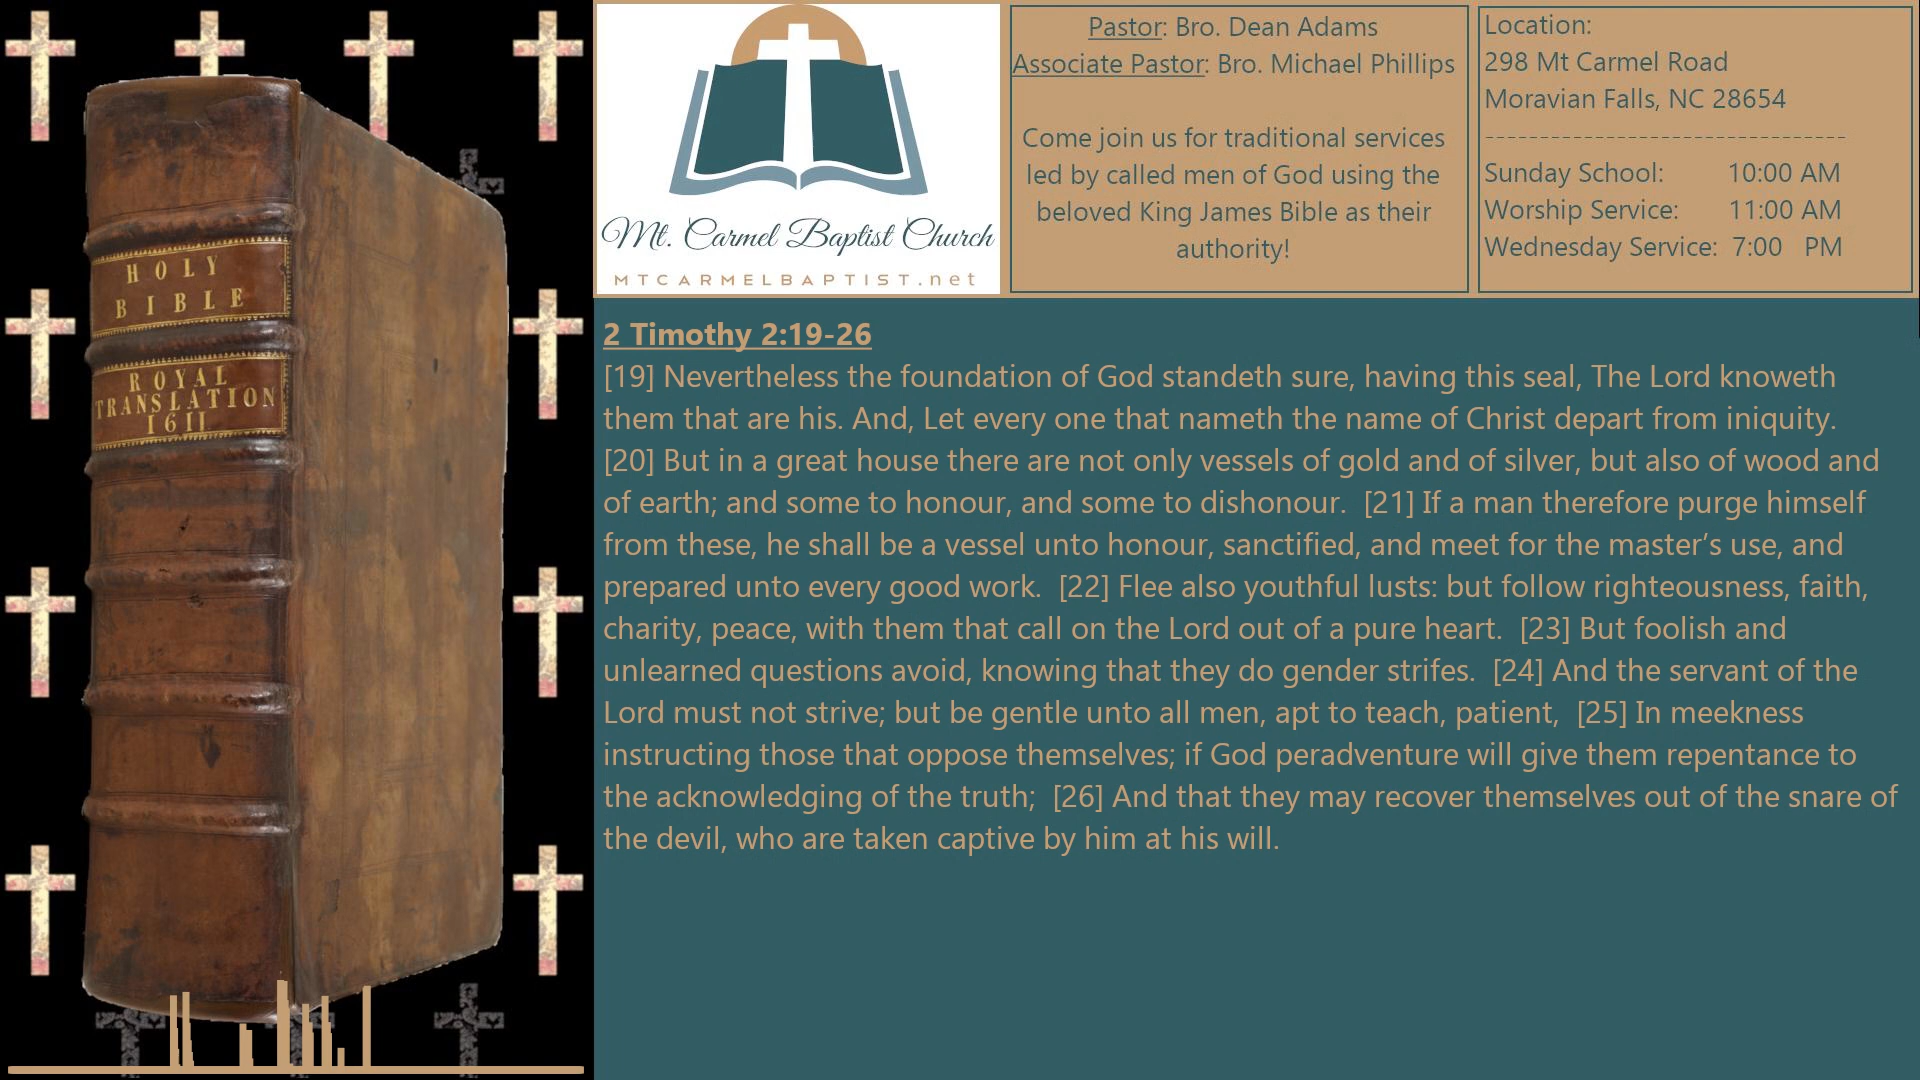 HOLY
BIBLE
ROYAL
TRANSLATION
1611
Mt. Carmel Baptist Church
MTCARMELBAPTIST.net
Pastor: Bro. Dean Adams
Associate Pastor: Bro. Michael Phillips
Come join us for traditional services
led by called men of God using the
beloved King James Bible as their
authority!
Location:
298 Mt Carmel Road
Moravian Falls, NC 28654
---------------------------------
Sunday School: 10:00 AM
Worship Service: 11:00 AM
Wednesday Service: 7:00 PM
2 Timothy 2:19-26
[19] Nevertheless the foundation of God standeth sure, having this seal, The Lord knoweth
them that are his. And, Let every one that nameth the name of Christ depart from iniquity.
[20] But in a great house there are not only vessels of gold and of silver, but also of wood and
of earth; and some to honour, and some to dishonour. [21] If a man therefore purge himself
from these, he shall be a vessel unto honour, sanctified, and meet for the master’s use, and
prepared unto every good work. [22] Flee also youthful lusts: but follow righteousness, faith,
charity, peace, with them that call on the Lord out of a pure heart. [23] But foolish and
unlearned questions avoid, knowing that they do gender strifes. [24] And the servant of the
Lord must not strive; but be gentle unto all men, apt to teach, patient, [25] In meekness
instructing those that oppose themselves; if God peradventure will give them repentance to
the acknowledging of the truth; [26] And that they may recover themselves out of the snare of
the devil, who are taken captive by him at his will.